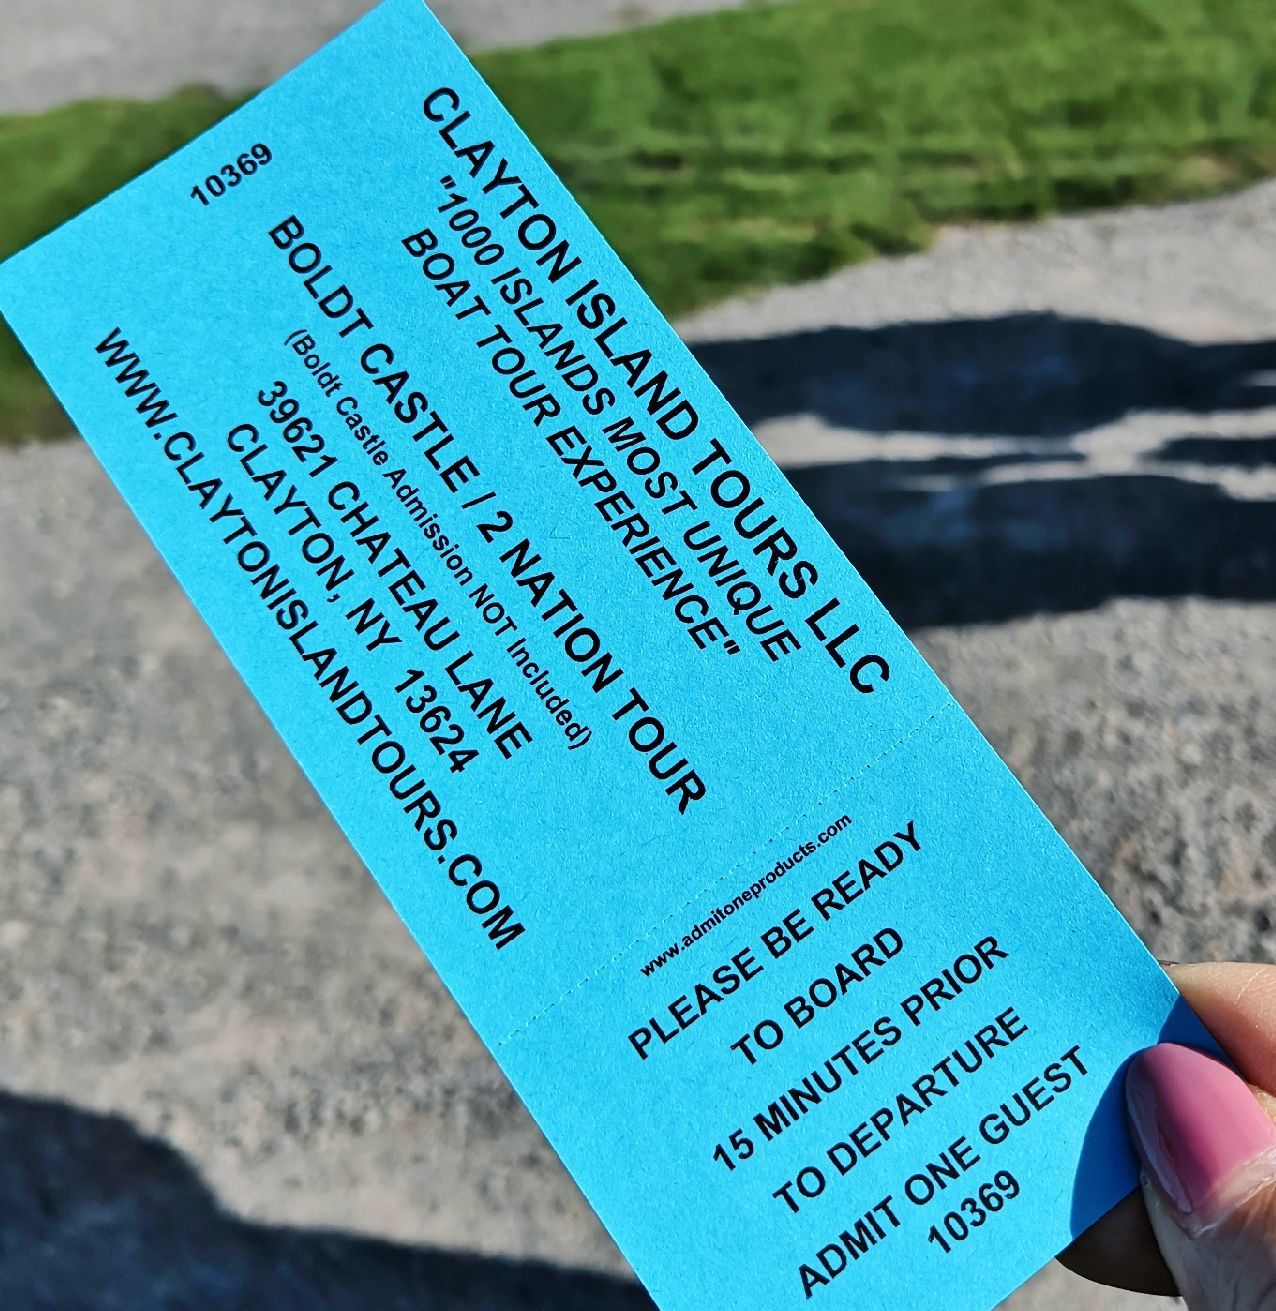 CLAYTON ISLAND TOURS LLC
"1000 ISLANDS MOST UNIQUE
BOAT TOUR EXPERIENCE"
10369
BOLDT CASTLE / 2 NATION TOUR
(Boldt Castle Admission NOT Included)
39621 CHATEAU LANE
CLAYTON, NY 13624
WWW.CLAYTONISLANDTOURS.COM
www.admitoneproducts.com
PLEASE BE READY
TO BOARD
15 MINUTES PRIOR
TO DEPARTURE
ADMIT ONE GUEST
10369